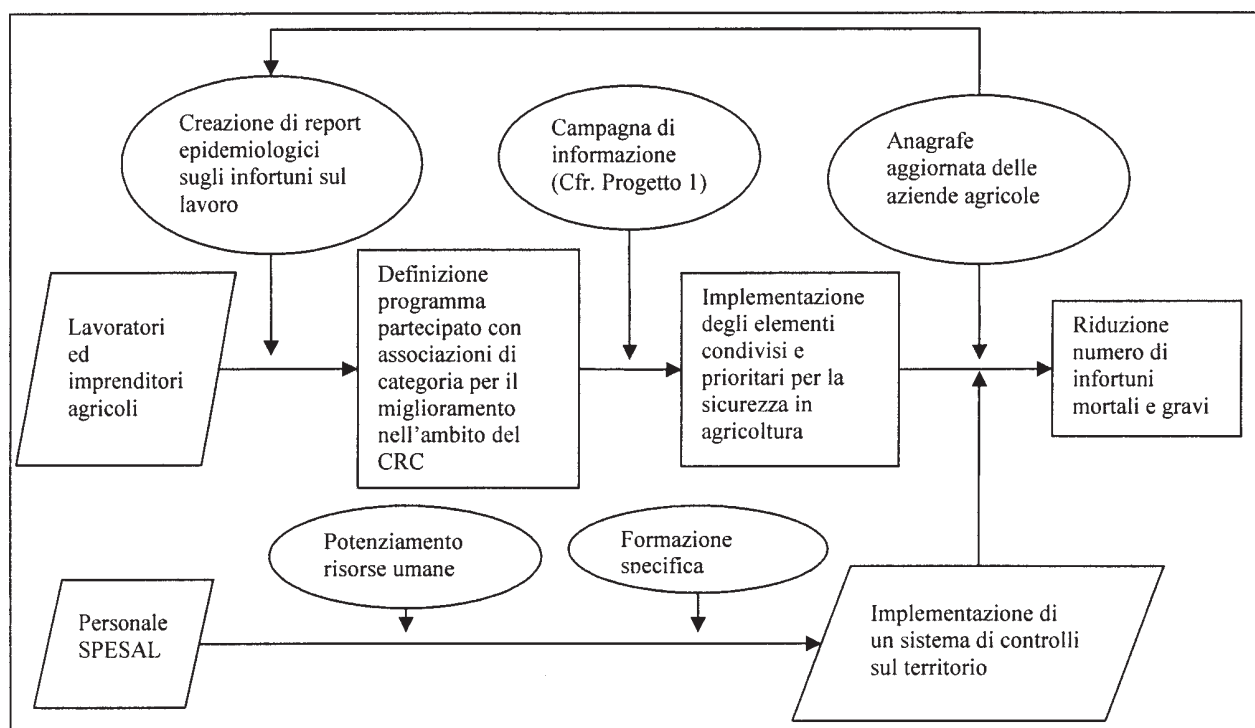 Creazione di report
epidemiologici
sugli infortuni sul
lavoro
Campagna di
informazione
(Cfr. Progetto 1)
Anagrafe
aggiornata delle
aziende agricole
Lavoratori
ed
imprenditori
agricoli
Definizione
programma
partecipato con
associazioni di
categoria per il
miglioramento
nell'ambito del
CRC
Implementazione
degli elementi
condivisi e
prioritari per la
sicurezza in
agricoltura
Riduzione
numero di
infortuni
mortali e gravi
Potenziamento
risorse umane
Formazione
specifica
Personale
SPESAL
Implementazione di
un sistema di controlli
sul territorio